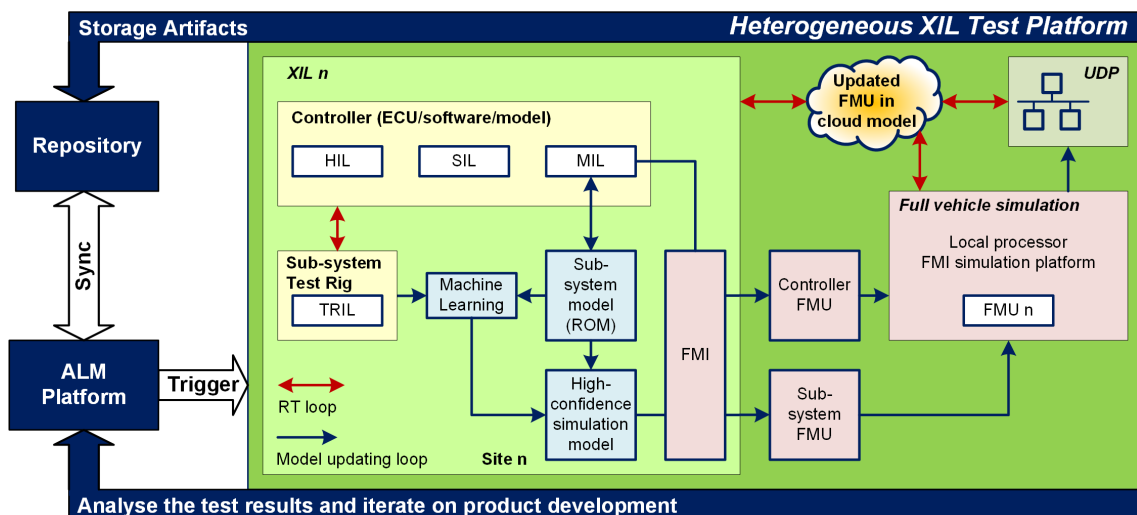 Storage Artifacts
Heterogeneous XIL Test Platform
Repository
Sync
ALM
Platform
Trigger
XIL n
Controller (ECU/software/model)
HIL
SIL
MIL
Sub-system
Test Rig
TRIL
Machine
Learning
Sub-
system
model
(ROM)
High-
confidence
simulation
model
FMI
RT loop
Model updating loop
Site n
Controller
FMU
Sub-
system
FMU
Updated
FMU in
cloud model
UDP
Full vehicle simulation
Local processor
FMI simulation platform
FMU n
Analyse the test results and iterate on product development